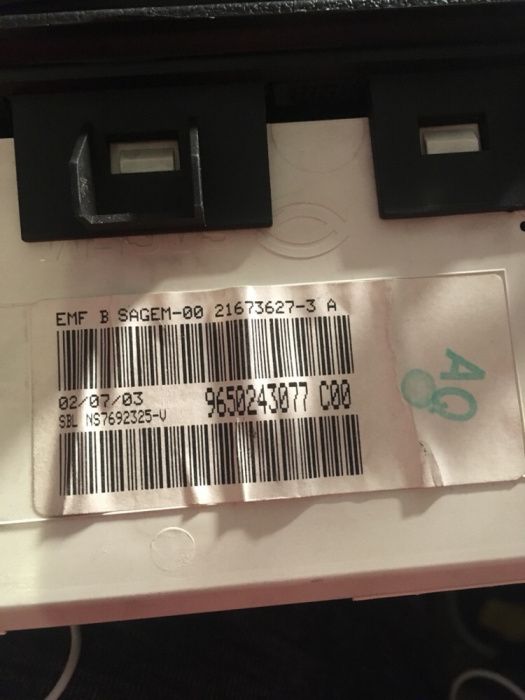 EMF B SAGEM-00 21673627-3 A
02/07/03
9650243077 C00
SBL NS7692325-V
AQ